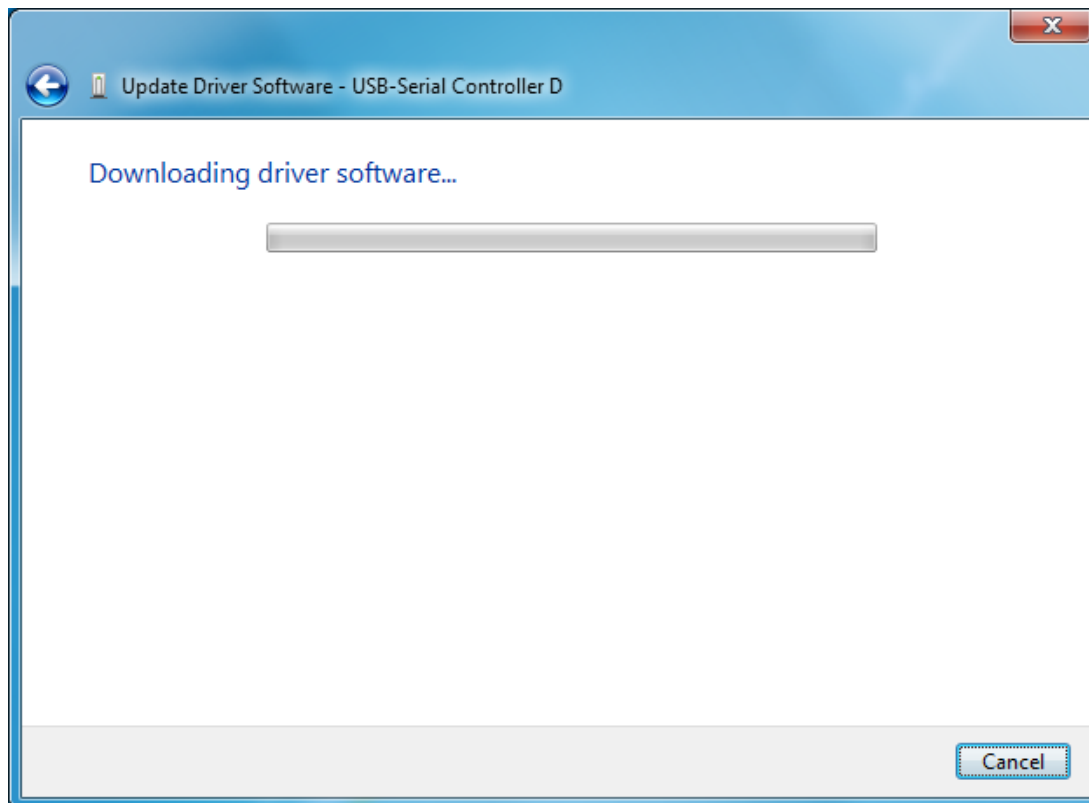 Update Driver Software - USB-Serial Controller D
Downloading driver software...
Cancel